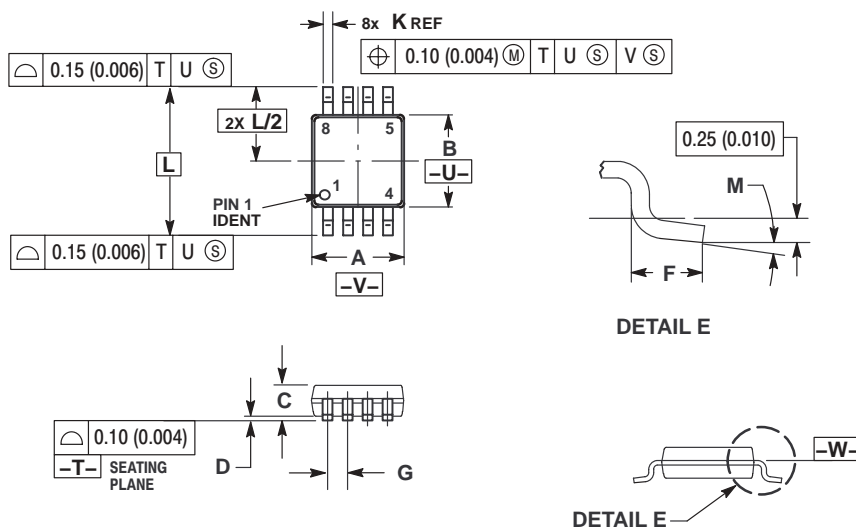 8x K REF
⌖ 0.10 (0.004) Ⓜ T U Ⓢ V Ⓢ
⌓ 0.15 (0.006) T U Ⓢ
2X L/2
8 5
B
–U–
L
1
4
PIN 1
IDENT
⌓ 0.15 (0.006) T U Ⓢ
A
–V–
0.25 (0.010)
M
F
DETAIL E
C
⌓ 0.10 (0.004)
–T– SEATING
PLANE
D
G
–W–
DETAIL E